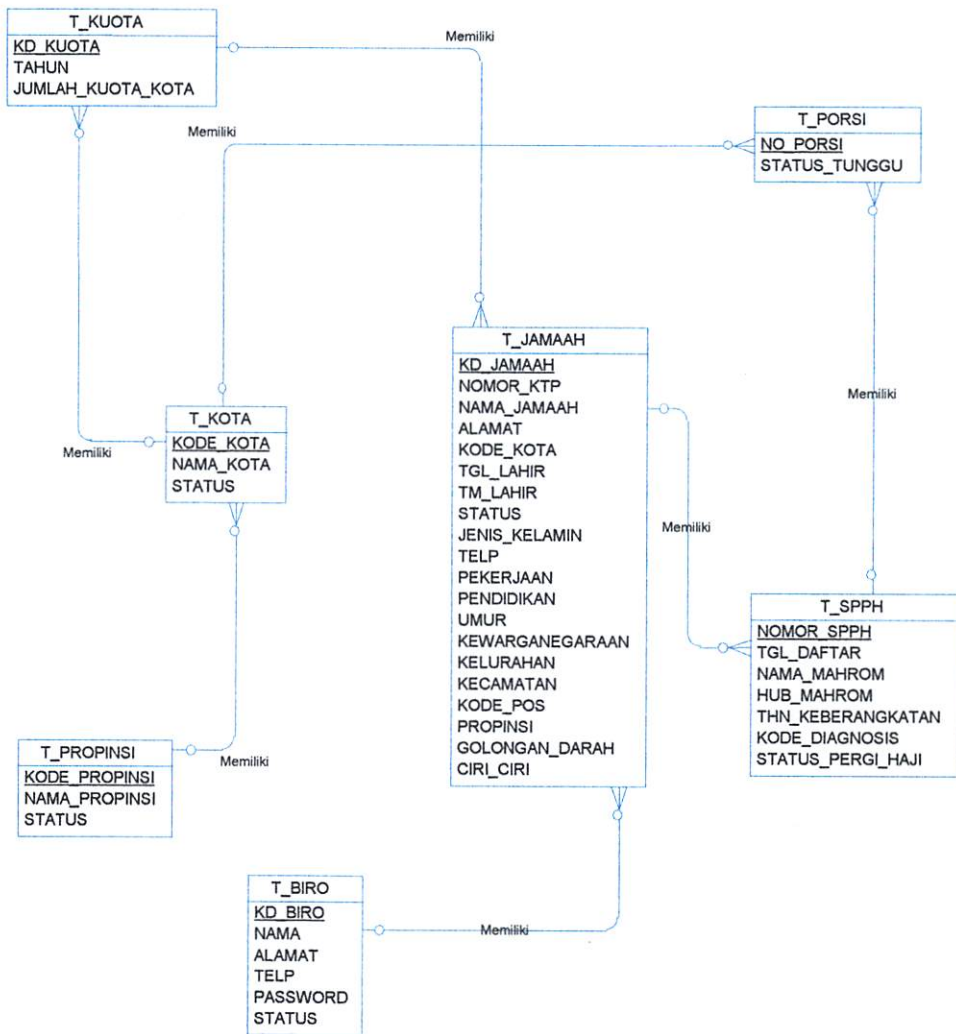 T_KUOTA
KD_KUOTA
TAHUN
JUMLAH_KUOTA_KOTA
Memiliki
Memiliki
T_PORSI
NO_PORSI
STATUS_TUNGGU
T_JAMAAH
KD_JAMAAH
NOMOR_KTP
NAMA_JAMAAH
ALAMAT
KODE_KOTA
TGL_LAHIR
TM_LAHIR
STATUS
JENIS_KELAMIN
TELP
PEKERJAAN
PENDIDIKAN
UMUR
KEWARGANEGARAAN
KELURAHAN
KECAMATAN
KODE_POS
PROPINSI
GOLONGAN_DARAH
CIRI_CIRI
Memiliki
T_KOTA
KODE_KOTA
NAMA_KOTA
STATUS
Memiliki
Memiliki
T_SPPH
NOMOR_SPPH
TGL_DAFTAR
NAMA_MAHROM
HUB_MAHROM
THN_KEBERANGKATAN
KODE_DIAGNOSIS
STATUS_PERGI_HAJI
T_PROPINSI
KODE_PROPINSI
NAMA_PROPINSI
STATUS
Memiliki
T_BIRO
KD_BIRO
NAMA
ALAMAT
TELP
PASSWORD
STATUS
Memiliki